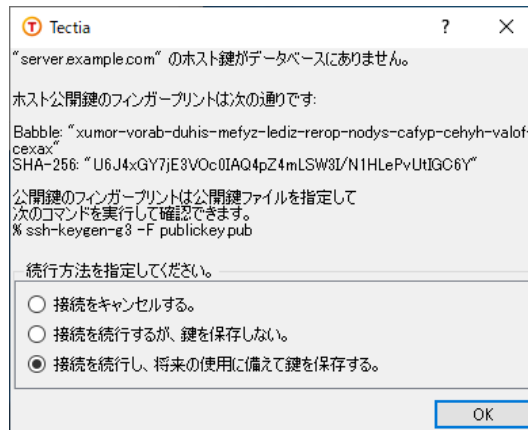 Tectia
? ×
"server.example.com" のホスト鍵がデータベースにありません。
ホスト公開鍵のフィンガープリントは次の通りです:
Babble: "xumor-vorab-duhis-mefyz-lediz-rerop-nodys-cafyp-cehyh-valof-
cexax"
SHA-256: "U6J4xGY7jE3VOc0IAQ4pZ4mLSW3I/N1HLePvUtIGC6Y"
公開鍵のフィンガープリントは公開鍵ファイルを指定して
次のコマンドを実行して確認できます。
% ssh-keygen-g3 -F publickey.pub
続行方法を指定してください。
接続をキャンセルする。
接続を続行するが、鍵を保存しない。
接続を続行し、将来の使用に備えて鍵を保存する。
OK